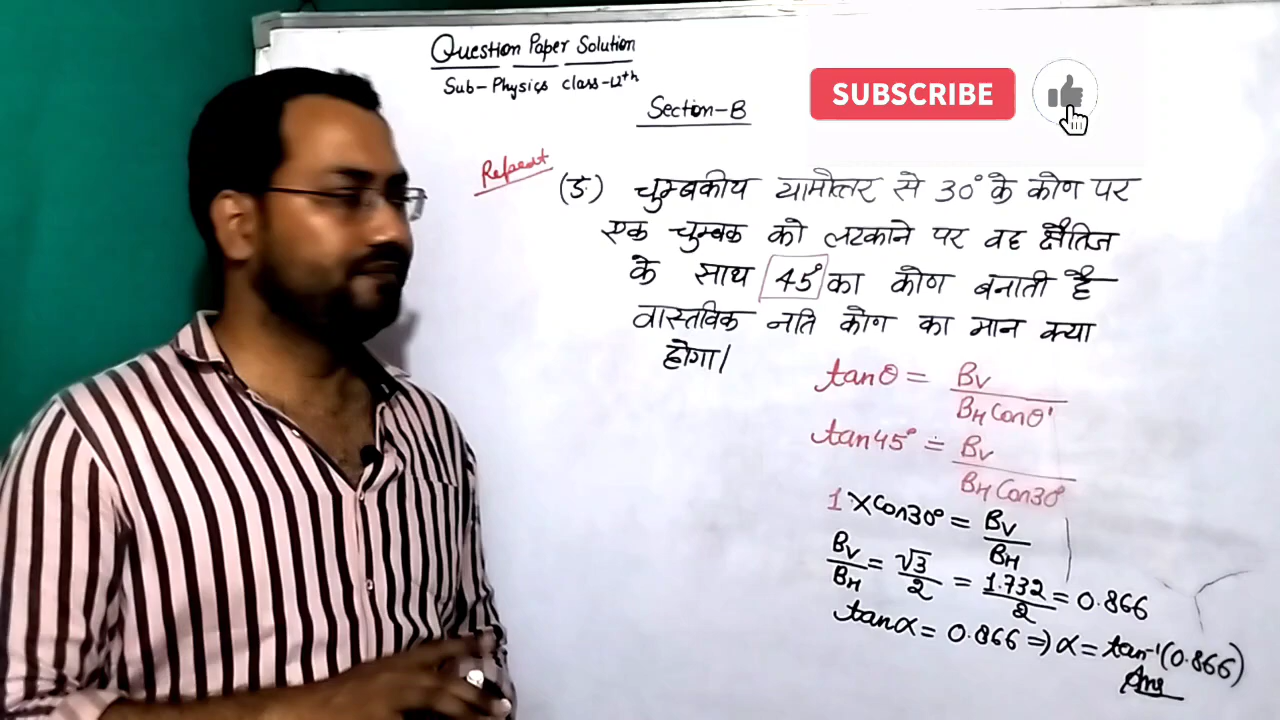 Question Paper Solution
Sub-Physics class-12th
SUBSCRIBE
Section-B
Repeat
(ङ) चुम्बकीय यामोत्तर से 30° के कोण पर
एक चुम्बक को लटकाने पर वह क्षैतिज
के साथ 45° का कोण बनाती है
वास्तविक नति कोण का मान क्या
होगा।
tanθ = Bv / BH Cosθ'
tan45° = Bv / BH Cos30°
1 × Cos30° = Bv / BH
Bv / BH = √3 / 2 = 1.732 / 2 = 0.866
tanα = 0.866 ⇒ α = tan⁻¹(0.866)
Ans